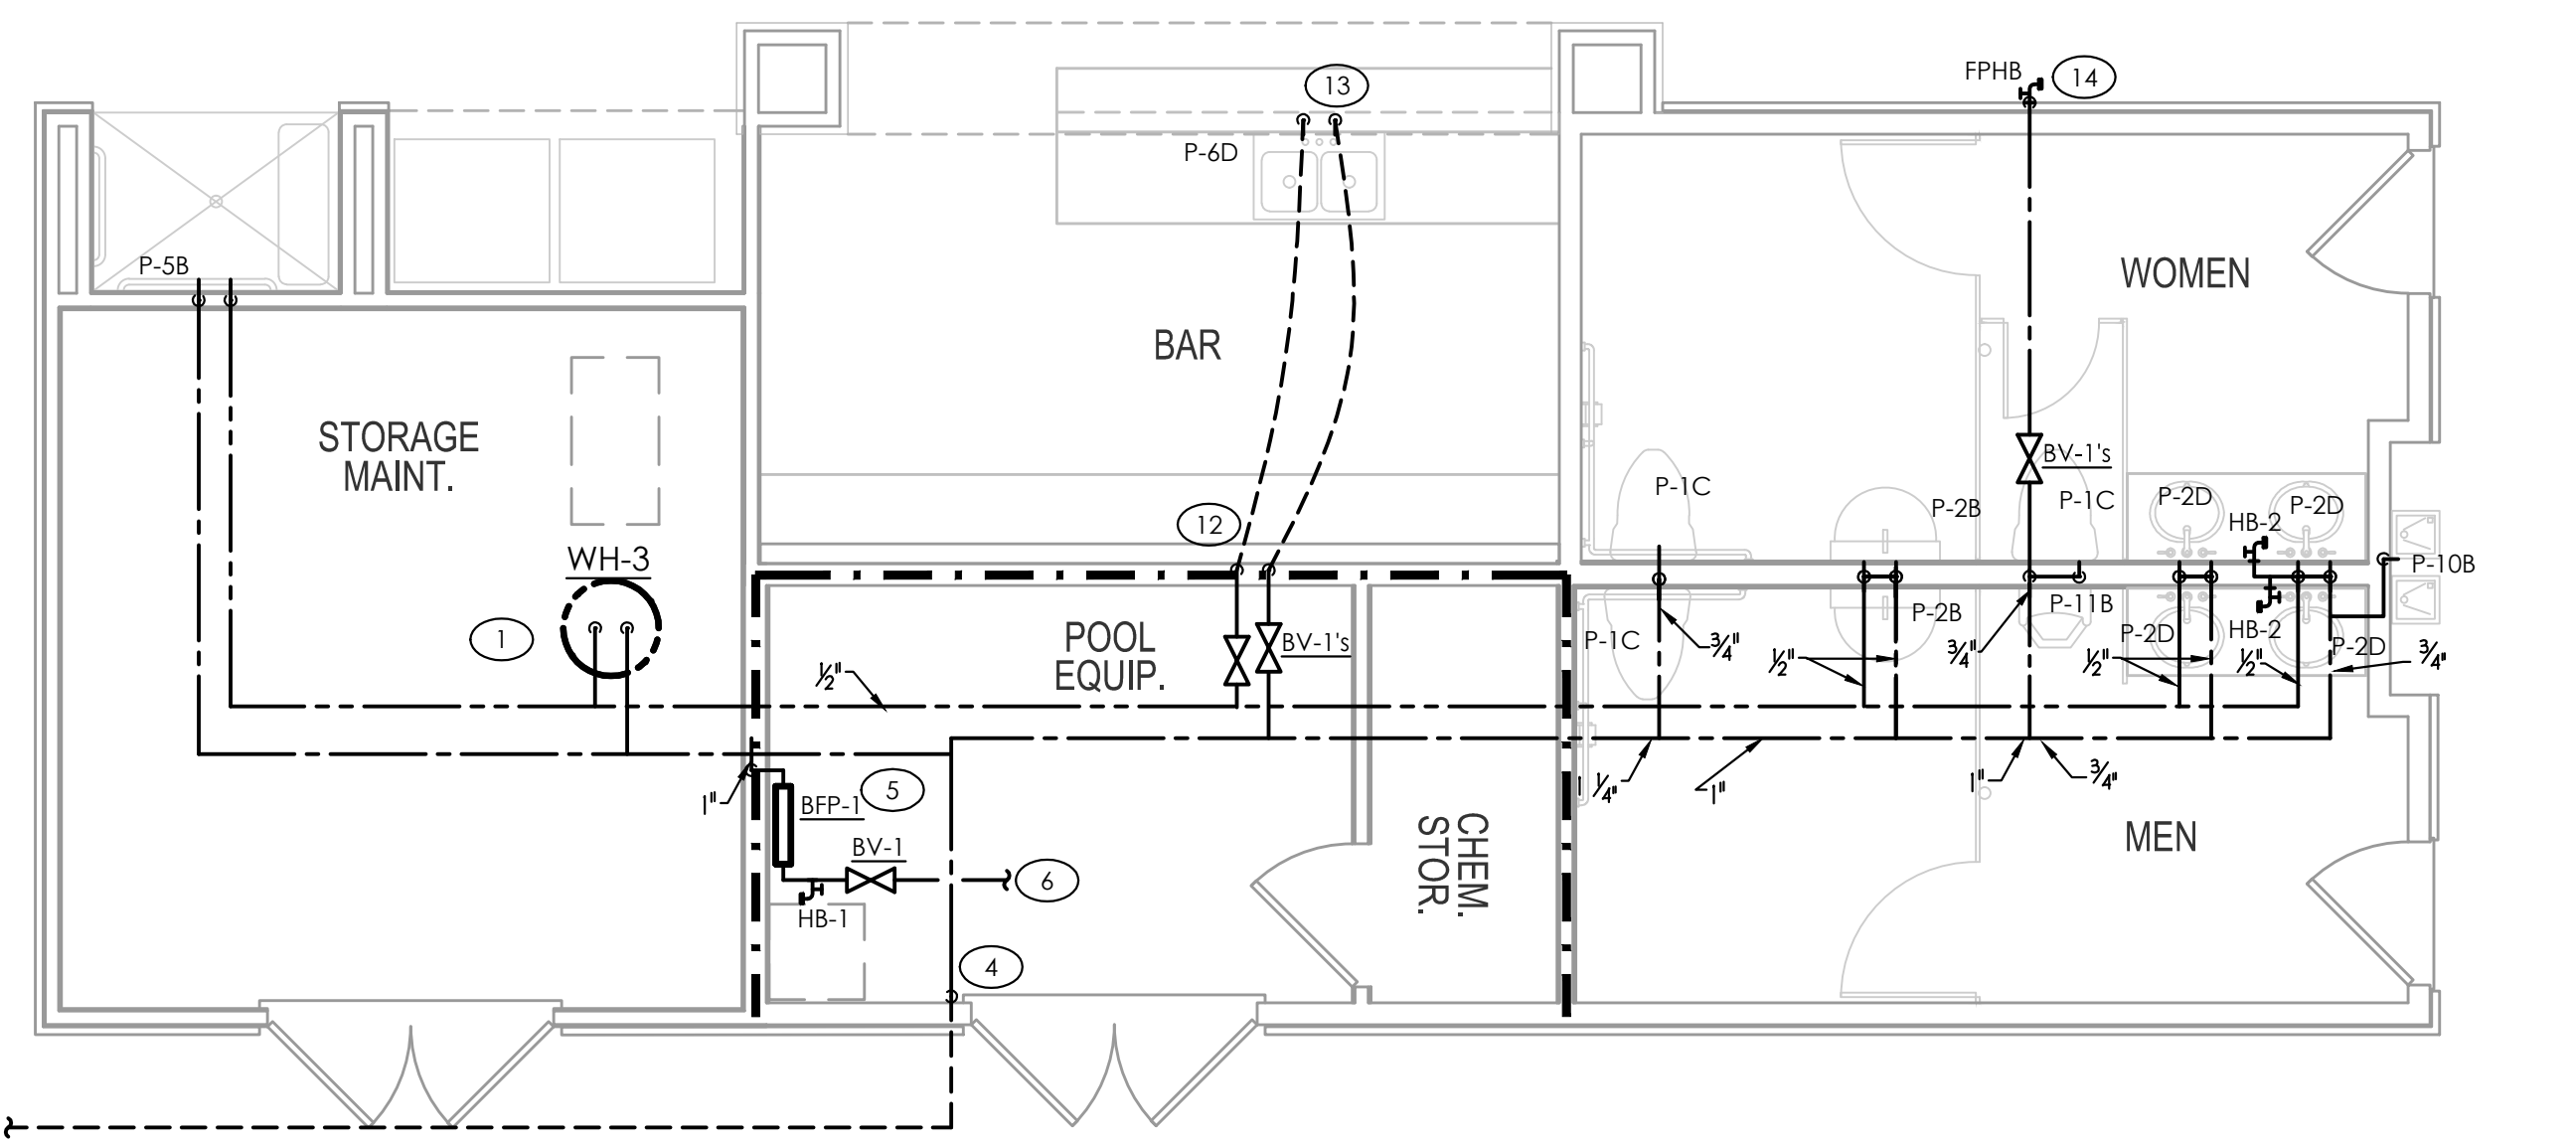 FPHB
14
13
P-6D
P-5B
WOMEN
BAR
STORAGE
MAINT.
BV-1's
P-1C
P-1C
P-2B
P-2D
P-2D
HB-2
12
WH-3
1
P-10B
P-2B
P-11B
P-1C
POOL
EQUIP.
BV-1's
P-2D
HB-2
P-2D
3/4"
1/2"
3/4"
1/2"
1/2"
3/4"
1/2"
1"
5
BFP-1
1 1/4"
1"
1"
3/4"
BV-1
6
HB-1
CHEM.
STOR.
MEN
4